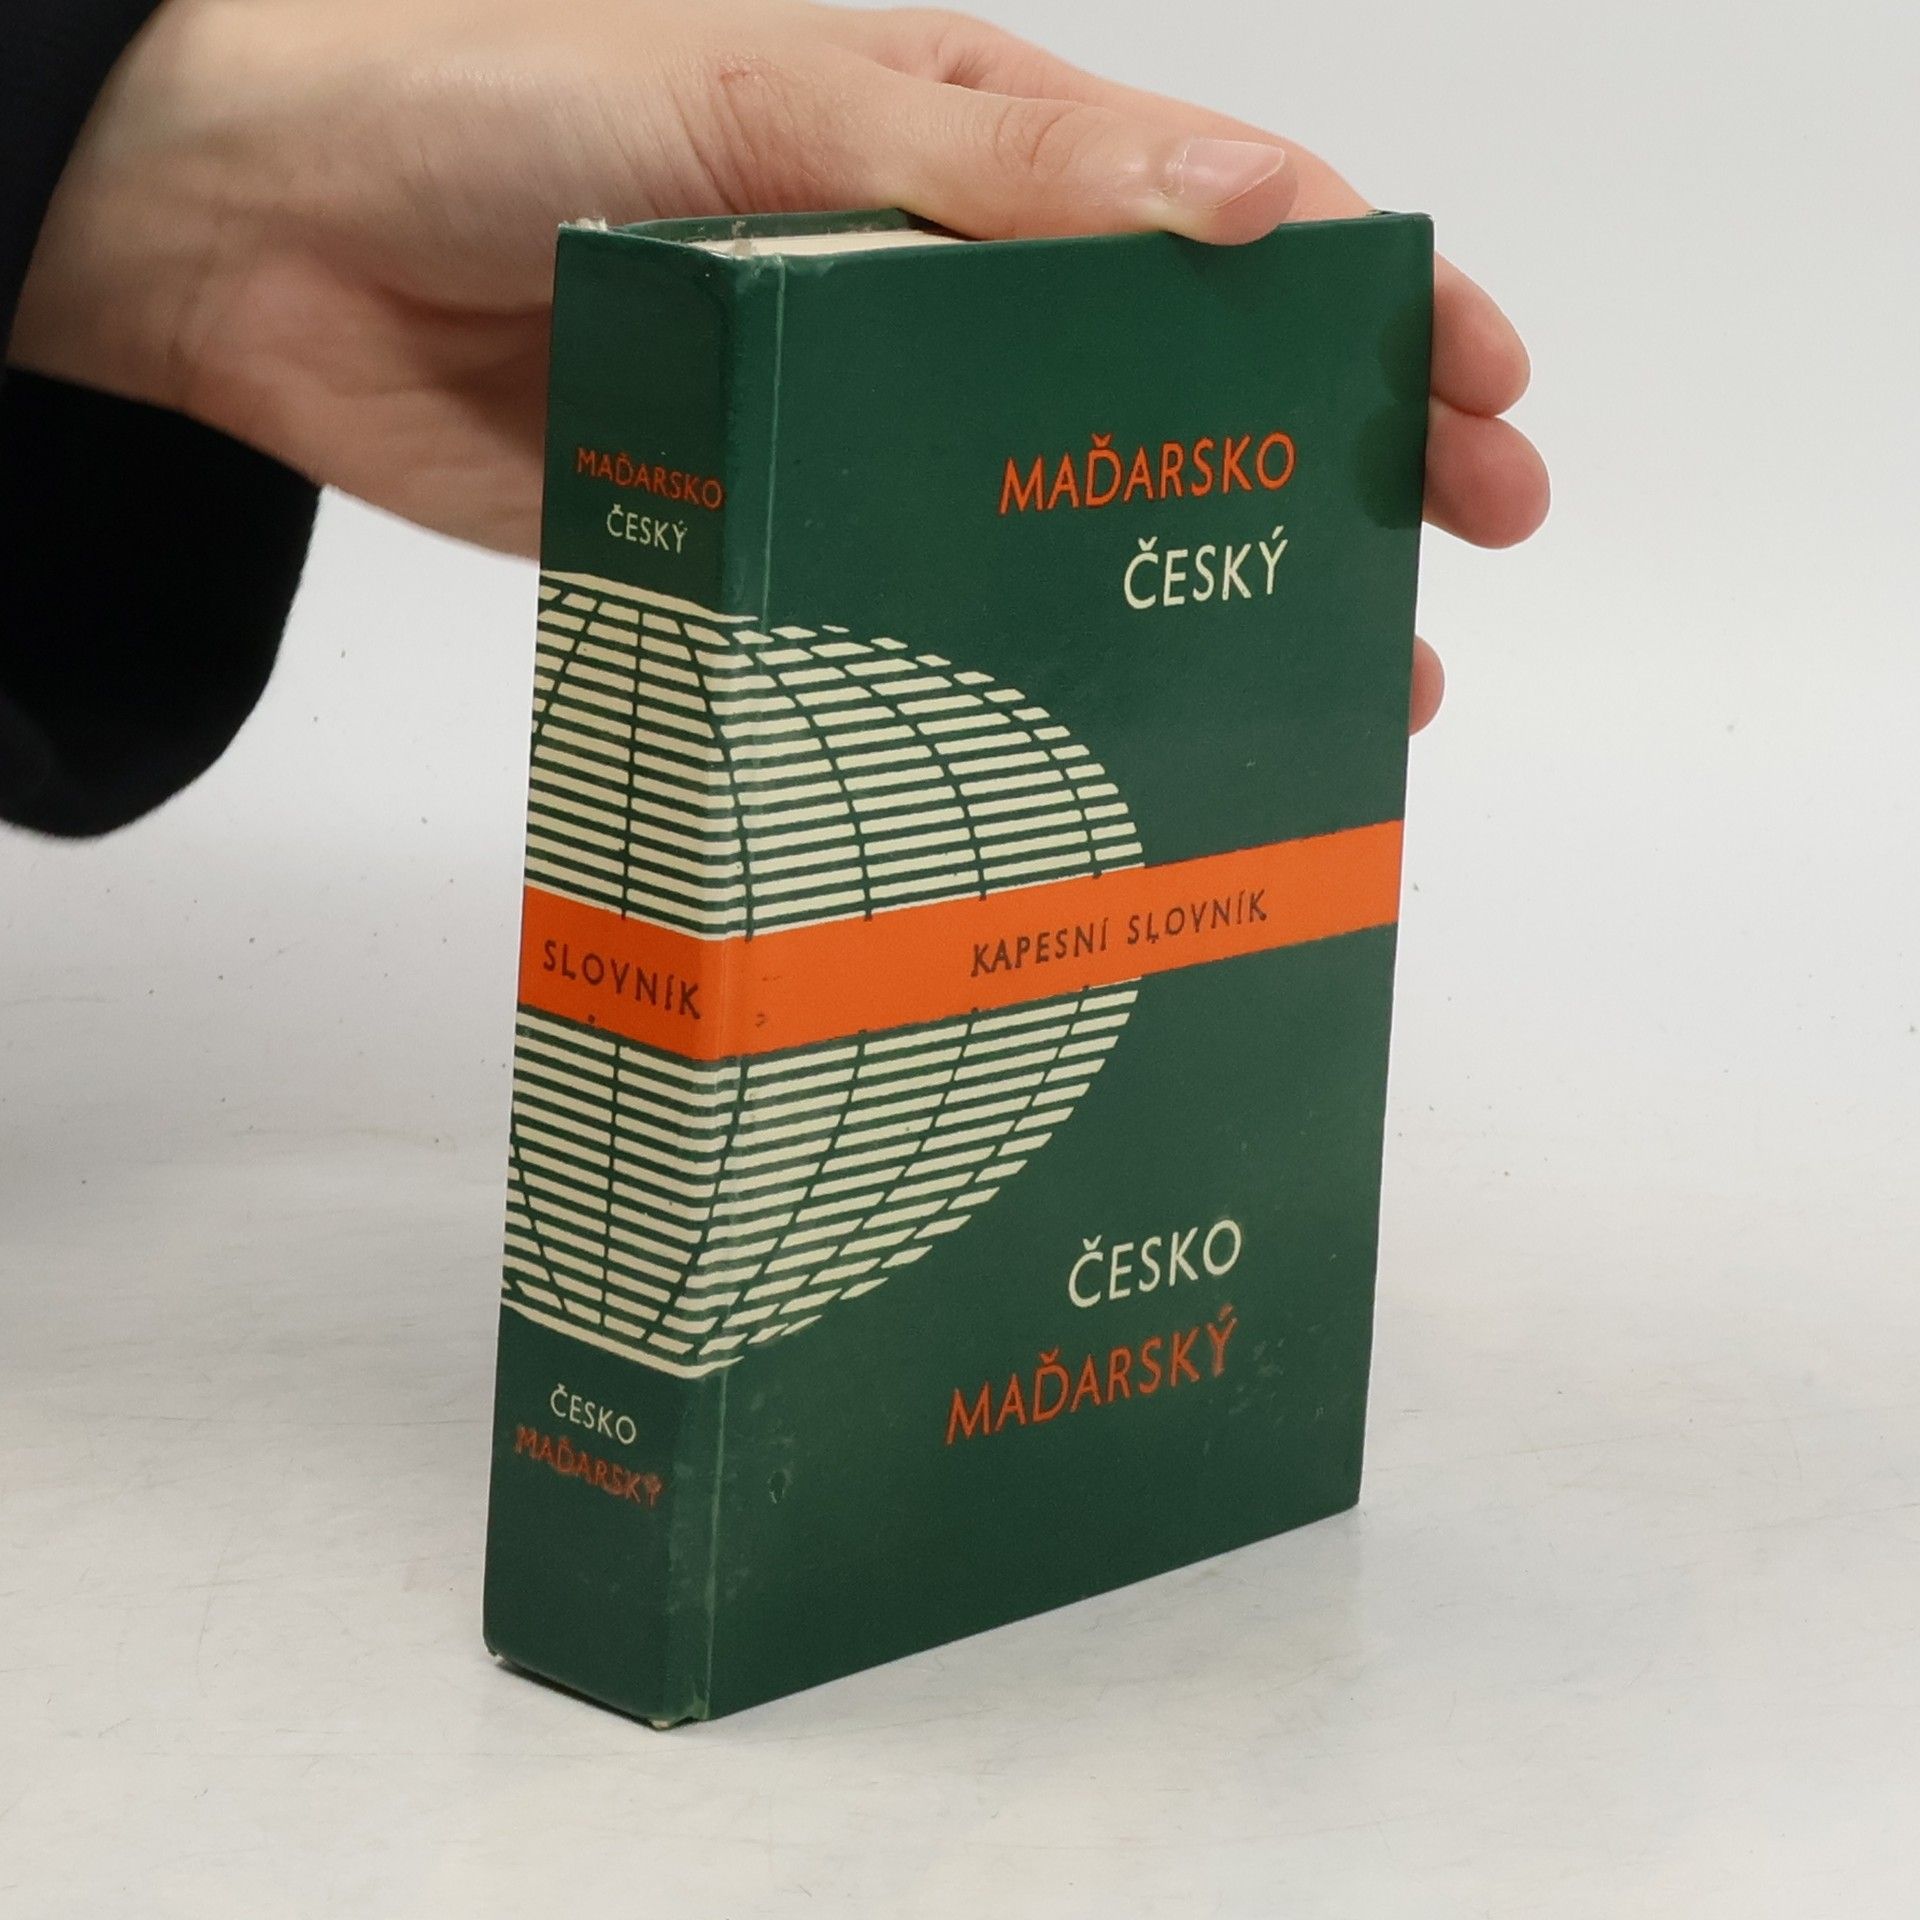 MAĎARSKO
ČESKÝ
SLOVNÍK
ČESKO
MAĎARSKÝ
MAĎARSKO
ČESKÝ
KAPESNÍ SLOVNÍK
ČESKO
MAĎARSKÝ